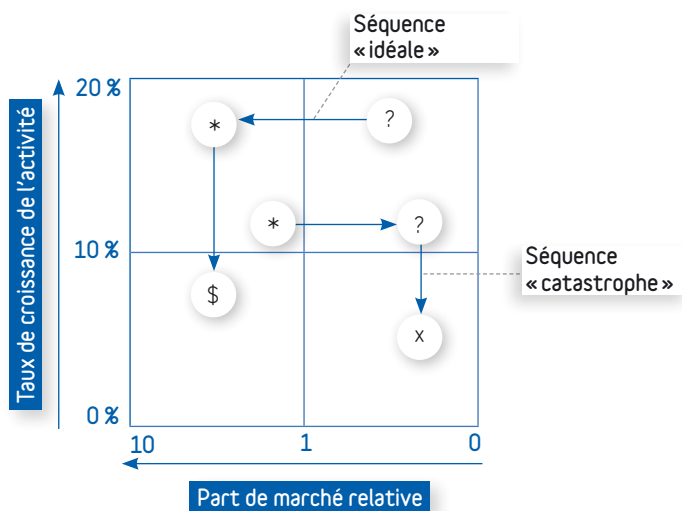 Séquence
« idéale »
20 %
* ?
* ?
10 %
Séquence
« catastrophe »
$
x
0 %
10 1 0
Taux de croissance de l'activité
Part de marché relative